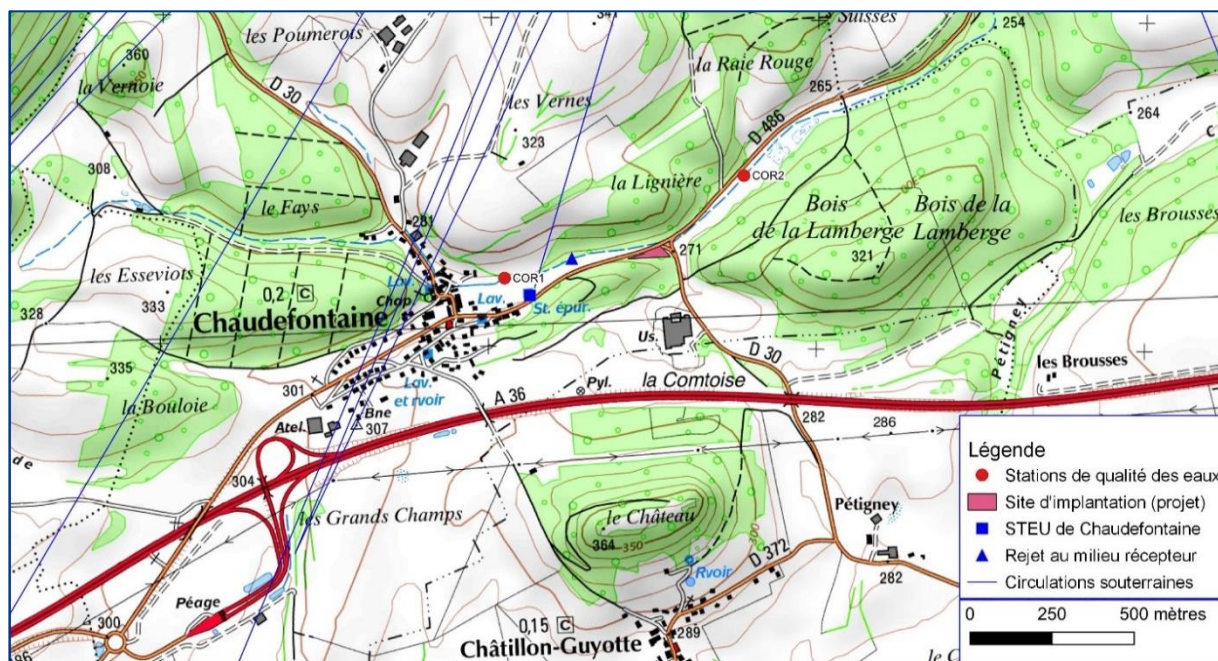 360
la Vernoie
les Poumerois
Suisses
254
D 30
la Raie Rouge
265
D 486
264
les Vernes
323
308
le Fays
281
la Lignière
COR2
Bois
de la Lamberge
Bois de la
Lamberge
321
les Brousses
les Esseviots
333
328
0,2 C
Chaudefontaine
Lav.
Chap.
Lav.
COR1
St. épur.
271
Us.
D 30
Pétigney
les Brousses
335
la Bouloie
301
Lav.
et rvoir
Pyl.
la Comtoise
A 36
Bne
307
Atel.
282
286
304
les Grands Champs
le Château
364
350
300
Pétigney
282
D 372
Rvoir
Péage
300
0,15 C
Châtillon-Guyotte
289
Légende
Stations de qualité des eaux
Site d'implantation (projet)
STEU de Chaudefontaine
Rejet au milieu récepteur
Circulations souterraines
0 250 500 mètres